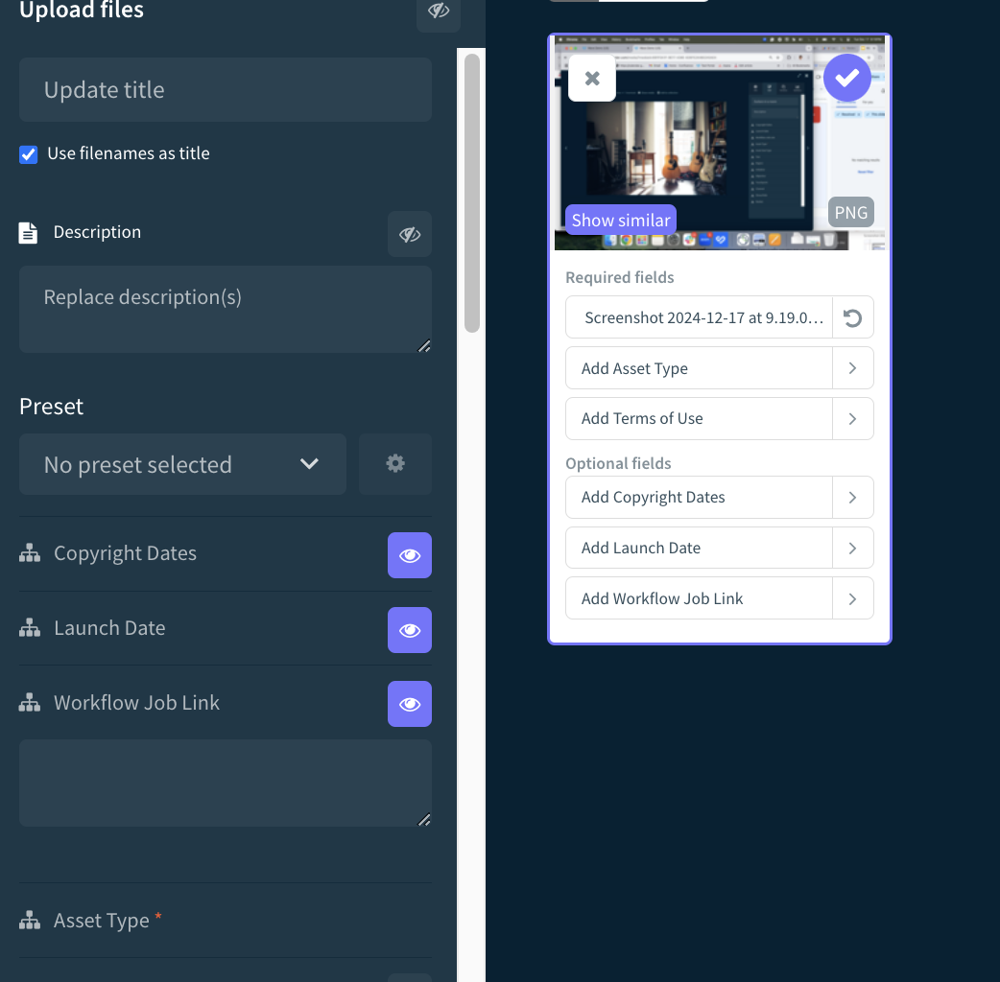 Upload files
Update title
Use filenames as title
Description
Replace description(s)
Preset
No preset selected
Copyright Dates
Launch Date
Workflow Job Link
Asset Type *
Show similar
PNG
Required fields
Screenshot 2024-12-17 at 9.19.0...
Add Asset Type
Add Terms of Use
Optional fields
Add Copyright Dates
Add Launch Date
Add Workflow Job Link